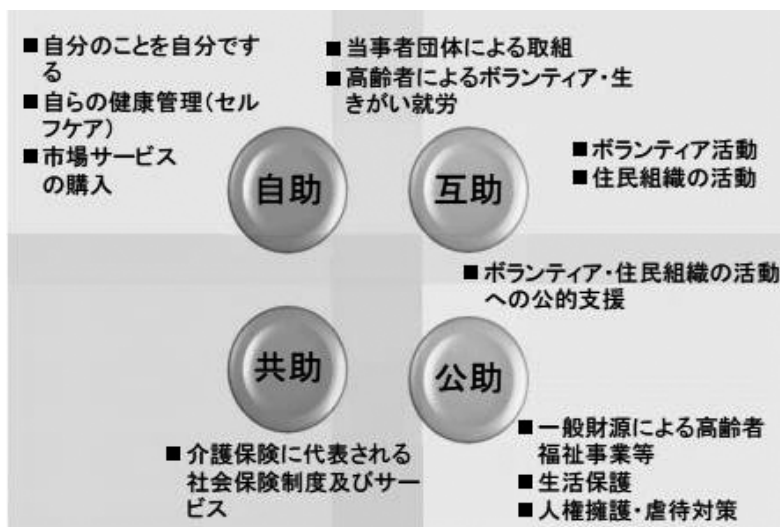 ■自分のことを自分です
る
■自らの健康管理(セル
フケア)
■市場サービス
の購入
■当事者団体による取組
■高齢者によるボランティア・生
きがい就労
■ボランティア活動
■住民組織の活動
自助
互助
■ボランティア・住民組織の活動
への公的支援
共助
公助
■介護保険に代表される
社会保険制度及びサー
ビス
■一般財源による高齢者
福祉事業等
■生活保護
■人権擁護・虐待対策